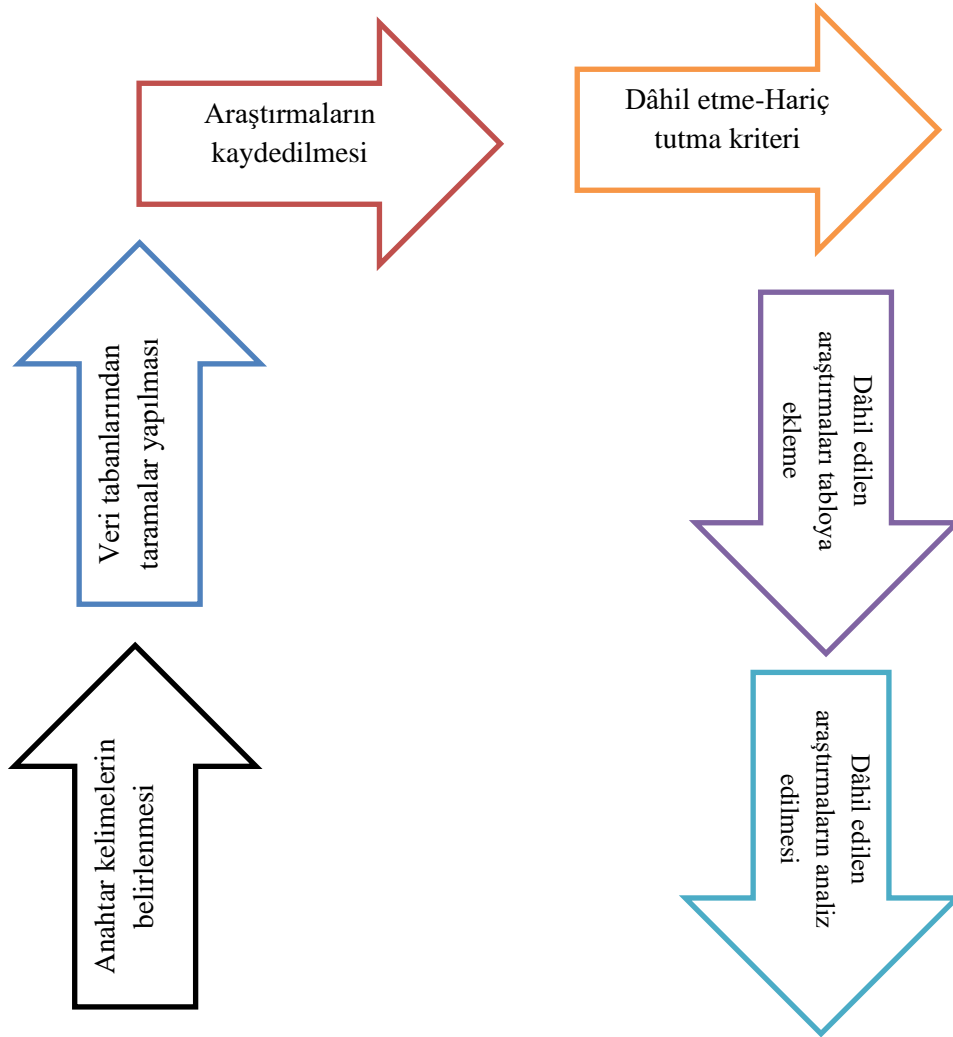 Araştırmaların
kaydedilmesi
Dâhil etme-Hariç
tutma kriteri
Veri tabanlarından
taramalar yapılması
Dâhil edilen
araştırmaları tabloya
ekleme
Anahtar kelimelerin
belirlenmesi
Dâhil edilen
araştırmaların analiz
edilmesi